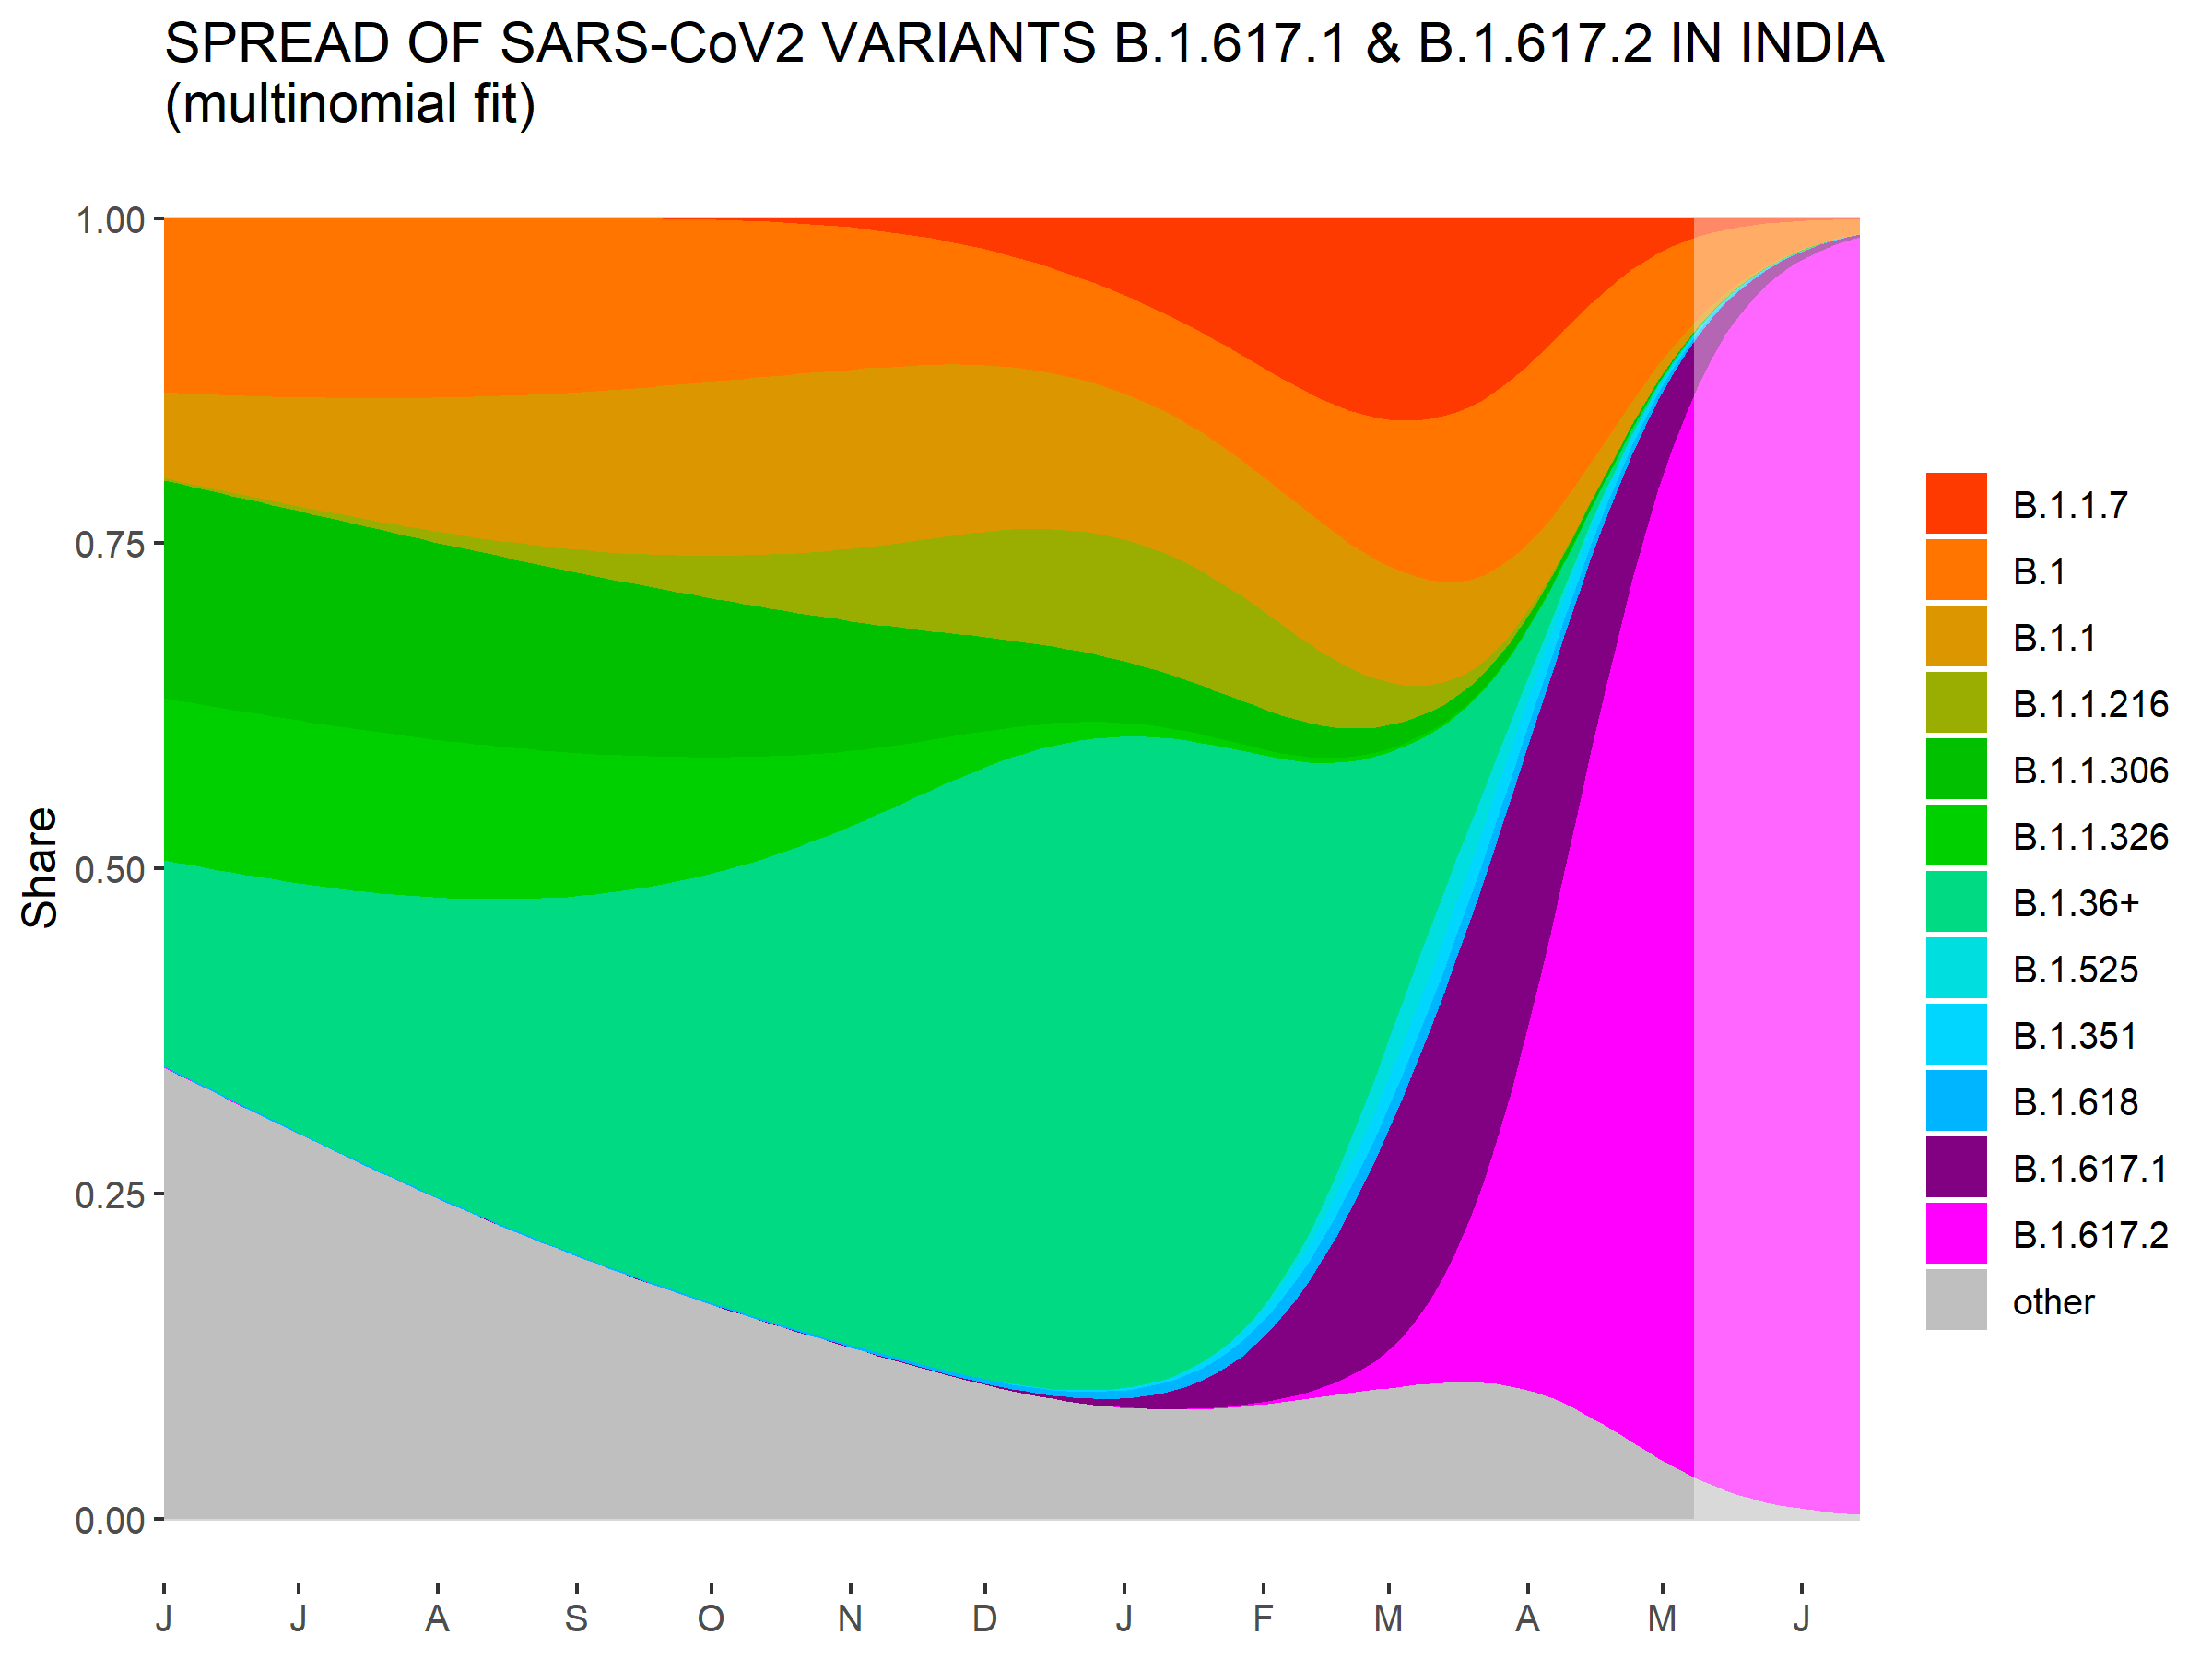 SPREAD OF SARS-CoV2 VARIANTS B.1.617.1 & B.1.617.2 IN INDIA
(multinomial fit)
Share
1.00
0.75
0.50
0.25
0.00
J J A S O N D J F M A M J
B.1.1.7
B.1
B.1.1
B.1.1.216
B.1.1.306
B.1.1.326
B.1.36+
B.1.525
B.1.351
B.1.618
B.1.617.1
B.1.617.2
other